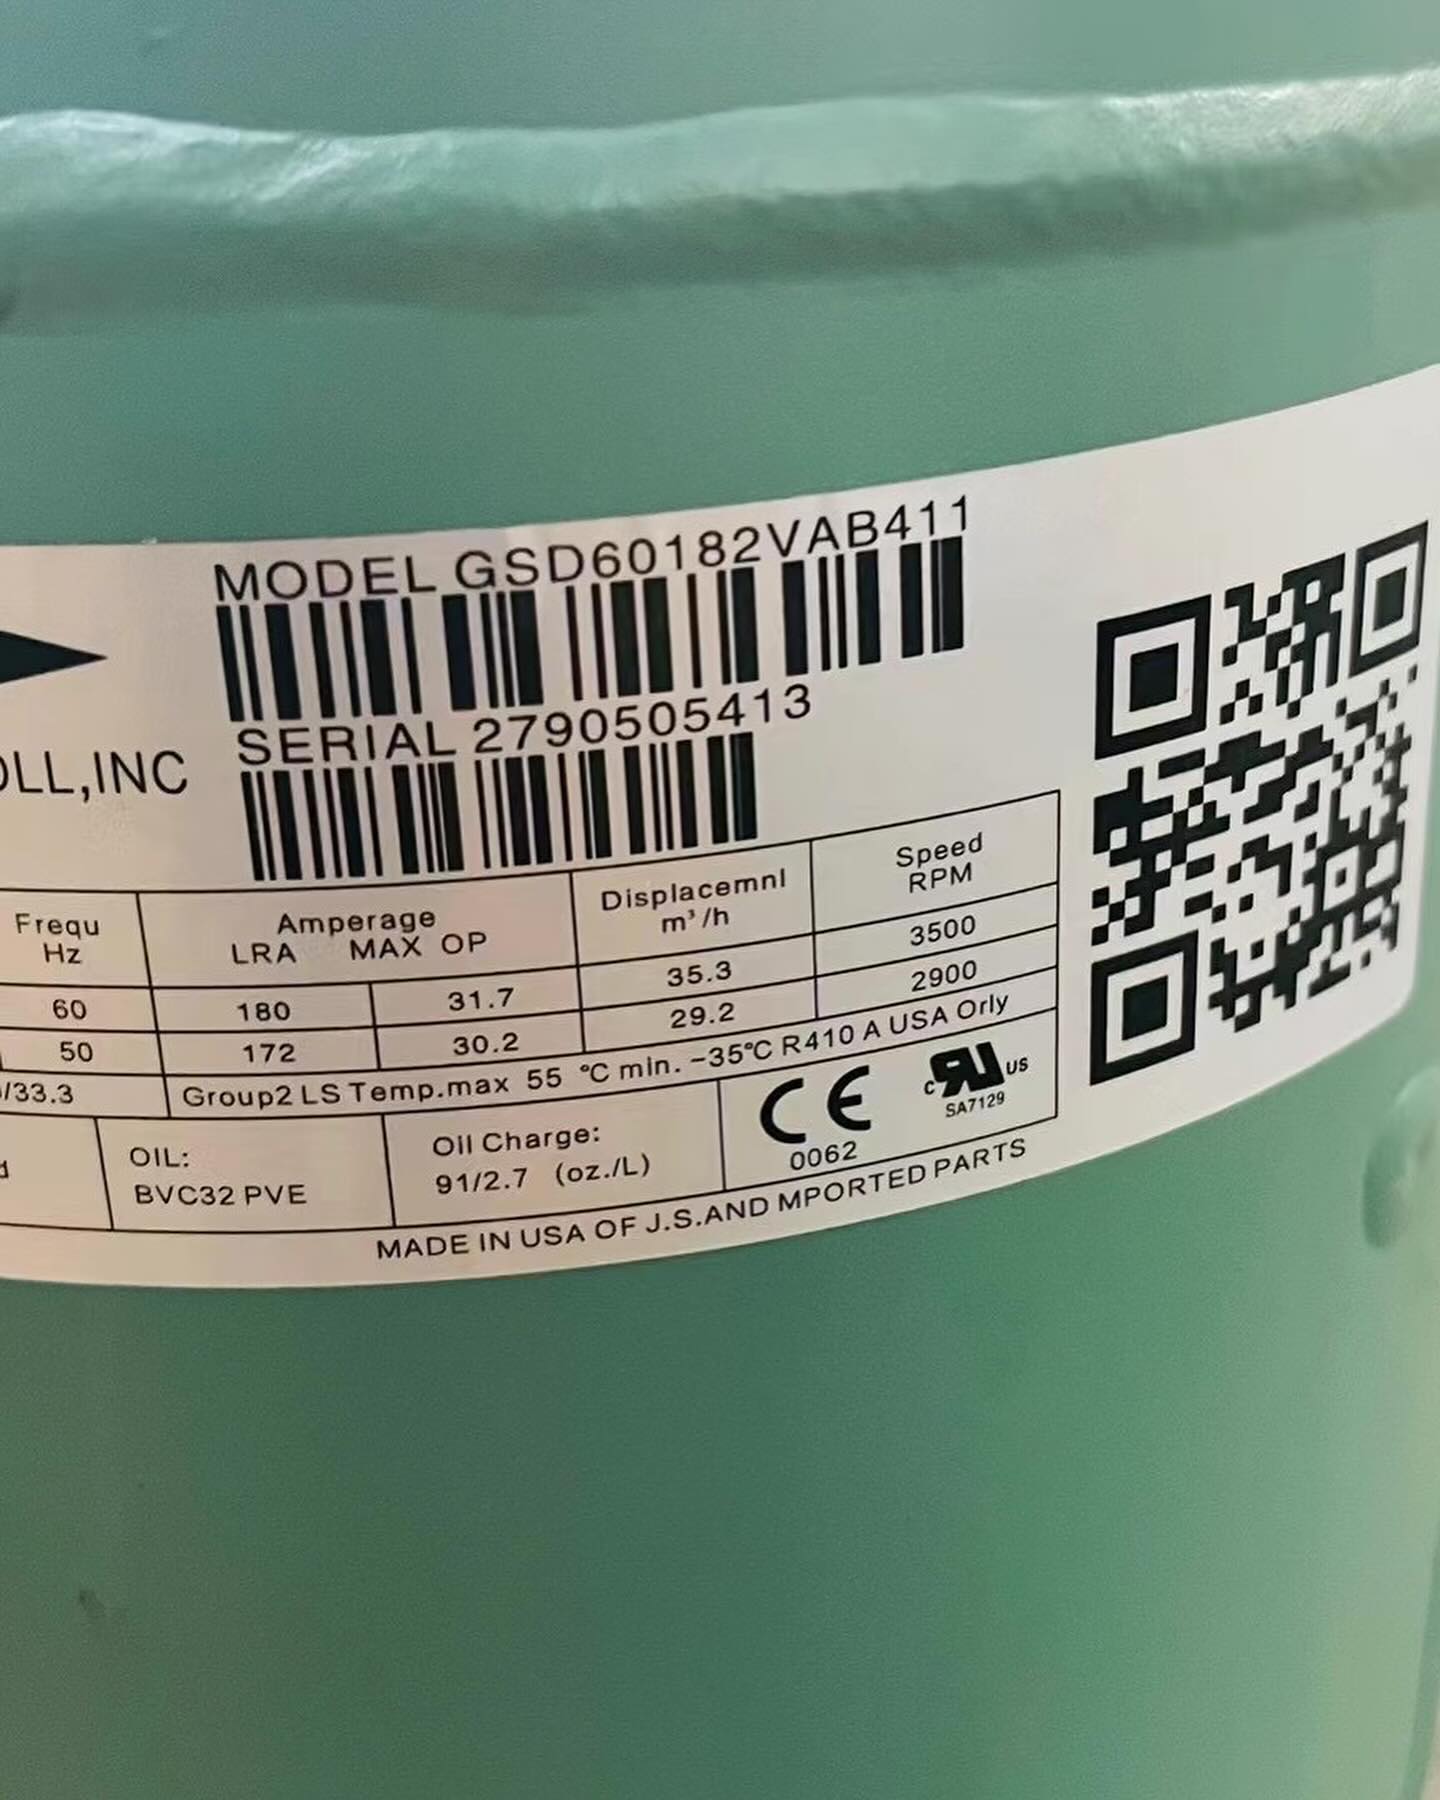 MODEL GSD60182VAB411
SERIAL 2790505413
OLL,INC
Frequ
Hz
Amperage
LRA MAX OP
Displacemnl
m³/h
Speed
RPM
60 180 31.7 35.3 3500
50 172 30.2 29.2 2900
/33.3 Group2 LS Temp.max 55 °C min. -35°C R410 A USA Orly
OIL:
BVC32 PVE
Oil Charge:
91/2.7 (oz./L)
CE
0062
c RU US
SA7129
MADE IN USA OF J.S.AND MPORTED PARTS